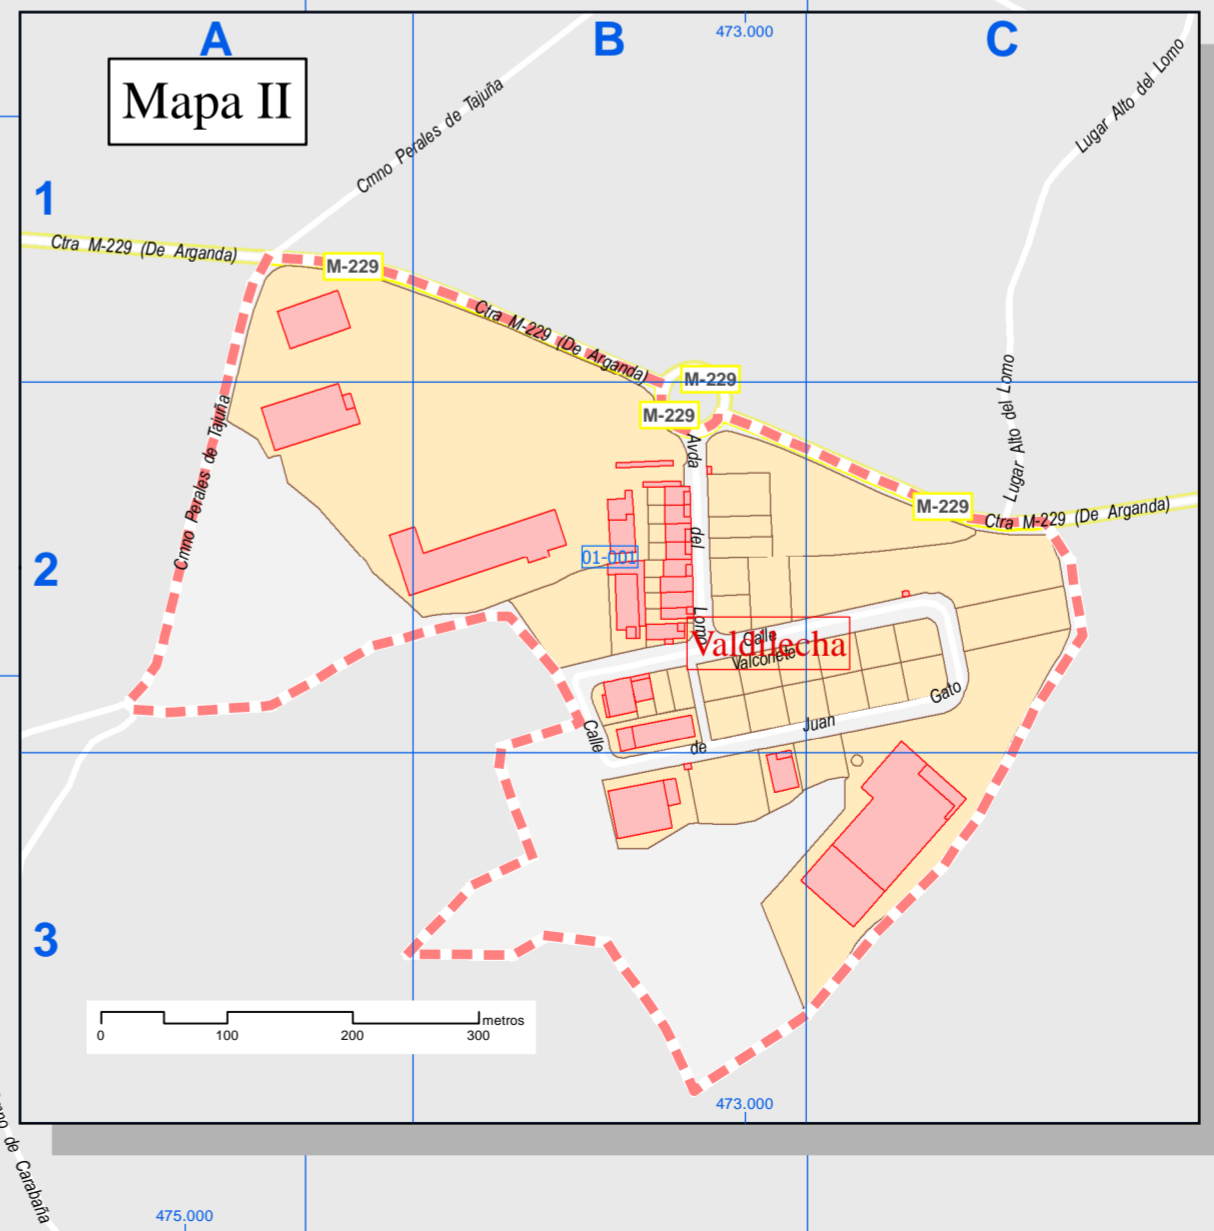 A
B
473.000
C
Mapa II
Cmno Perales de Tajuña
Lugar Alto del Lomo
1
Ctra M-229 (De Arganda)
M-229
Ctra M-229 (De Arganda)
M-229
M-229
Lugar Alto del Lomo
Cmno Perales de Tajuña
Avda del Lomo
M-229
Ctra M-229 (De Arganda)
2
01-001
Valdilecha
Calle Valconete
Calle de Juan Gato
3
metros
0 100 200 300
473.000
de Carabaña
475.000